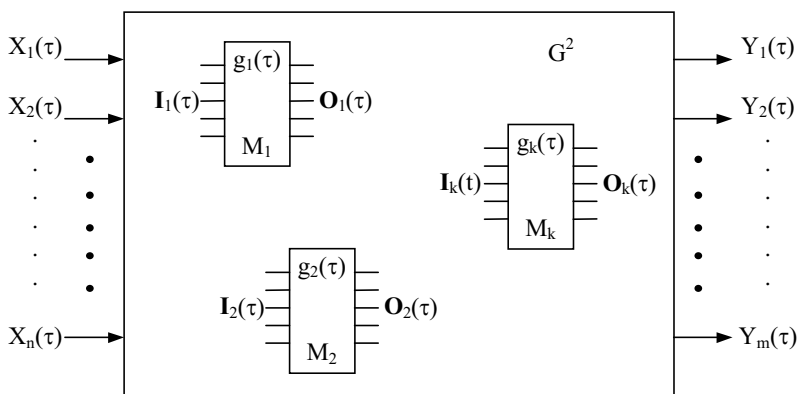 X₁(τ)
g₁(τ)
G²
Y₁(τ)
X₂(τ)
I₁(τ)
O₁(τ)
Y₂(τ)
M₁
gₖ(τ)
Iₖ(t)
Oₖ(τ)
Mₖ
g₂(τ)
I₂(τ)
O₂(τ)
Xₙ(τ)
M₂
Yₘ(τ)